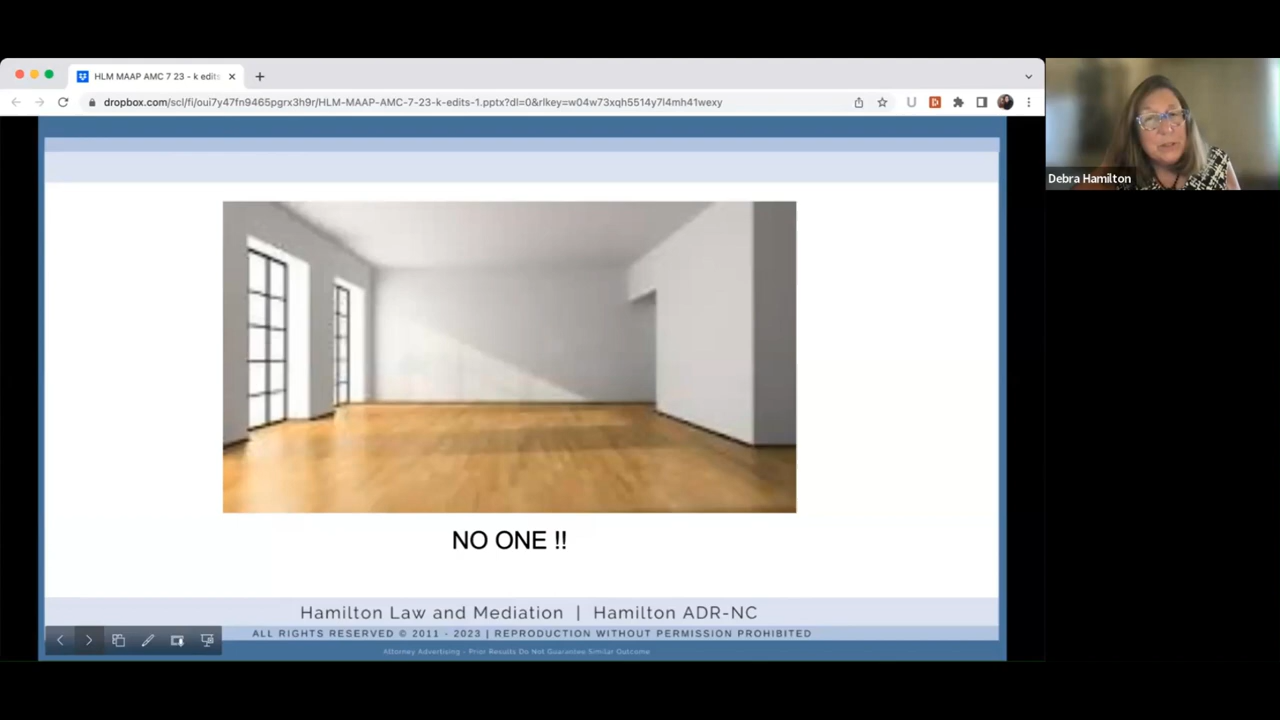 HLM MAAP AMC 7 23 - k edits
dropbox.com/scl/fi/oui7y47fn9465pgrx3h9r/HLM-MAAP-AMC-7-23-k-edits-1.pptx?dl=0&rlkey=w04w73xqh5514y7l4mh41wexy
Debra Hamilton
NO ONE !!
Hamilton Law and Mediation | Hamilton ADR-NC
ALL RIGHTS RESERVED © 2011 - 2023 | REPRODUCTION WITHOUT PERMISSION PROHIBITED
Attorney Advertising - Prior Results Do Not Guarantee Similar Outcome